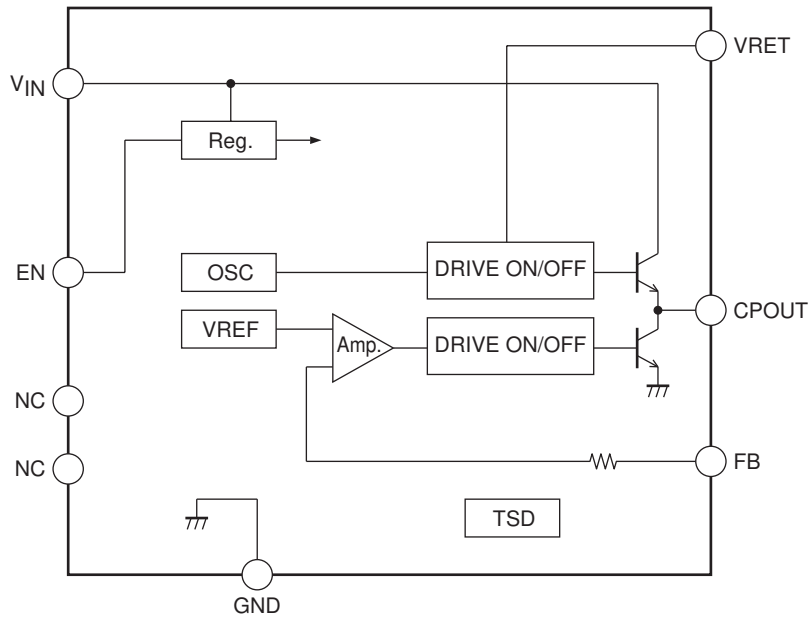 VRET
VIN
Reg.
EN
OSC
DRIVE ON/OFF
CPOUT
VREF
Amp.
DRIVE ON/OFF
NC
FB
NC
TSD
GND